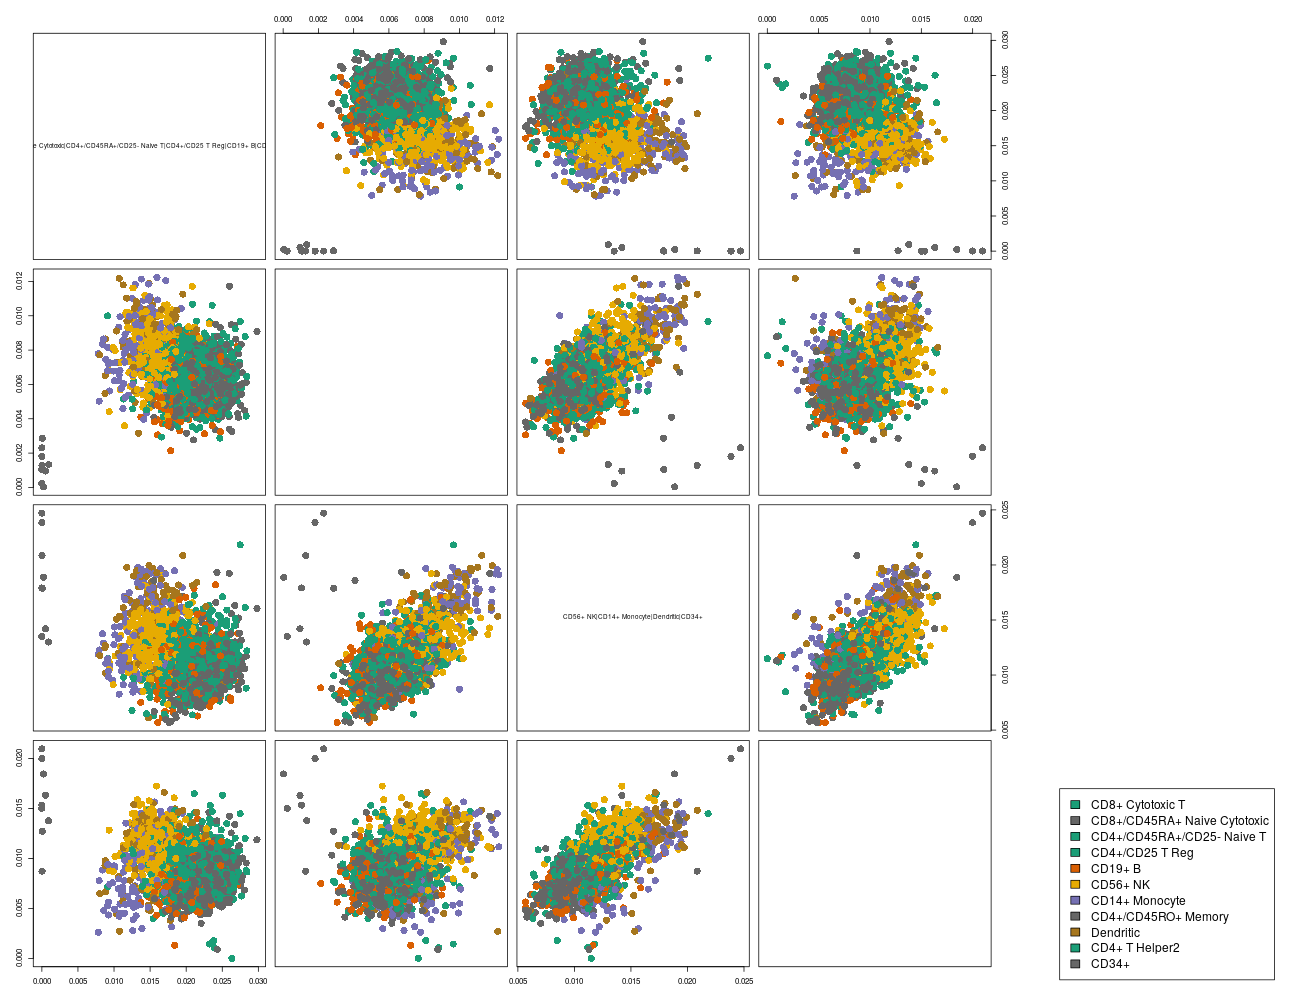 0.000 0.002 0.004 0.006 0.008 0.010 0.012
0.000 0.005 0.010 0.015 0.020
e Cytotoxic|CD4+/CD45RA+/CD25- Naive T|CD4+/CD25 T Reg|CD19+ B|CD
0.000 0.005 0.010 0.015 0.020 0.025 0.030
0.000 0.002 0.004 0.006 0.008 0.010 0.012
CD56+ NK|CD14+ Monocyte|Dendritic|CD34+
0.005 0.010 0.015 0.020 0.025
0.000 0.005 0.010 0.015 0.020
0.000 0.005 0.010 0.015 0.020 0.025 0.030
0.005 0.010 0.015 0.020 0.025
CD8+ Cytotoxic T
CD8+/CD45RA+ Naive Cytotoxic
CD4+/CD45RA+/CD25- Naive T
CD4+/CD25 T Reg
CD19+ B
CD56+ NK
CD14+ Monocyte
CD4+/CD45RO+ Memory
Dendritic
CD4+ T Helper2
CD34+